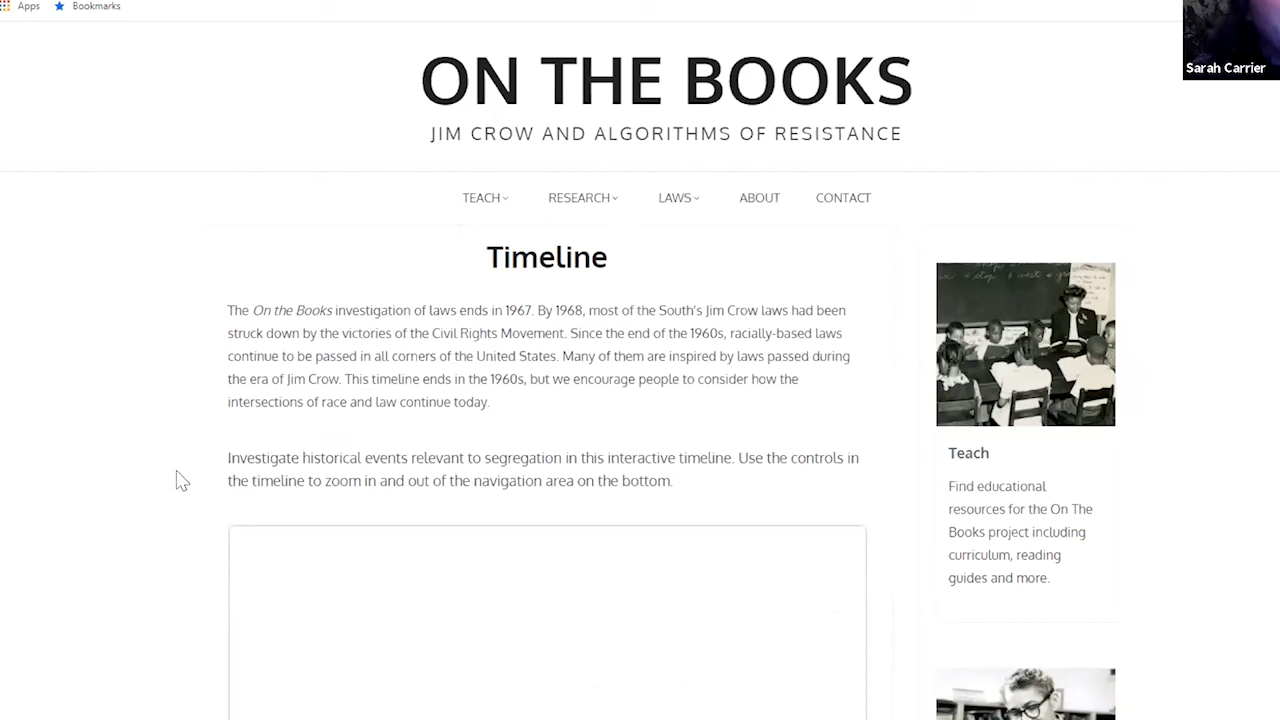 Apps Bookmarks
Sarah Carrier
ON THE BOOKS
JIM CROW AND ALGORITHMS OF RESISTANCE
TEACH RESEARCH LAWS ABOUT CONTACT
Timeline
The On the Books investigation of laws ends in 1967. By 1968, most of the South's Jim Crow laws had been
struck down by the victories of the Civil Rights Movement. Since the end of the 1960s, racially-based laws
continue to be passed in all corners of the United States. Many of them are inspired by laws passed during
the era of Jim Crow. This timeline ends in the 1960s, but we encourage people to consider how the
intersections of race and law continue today.
Investigate historical events relevant to segregation in this interactive timeline. Use the controls in
the timeline to zoom in and out of the navigation area on the bottom.
Teach
Find educational
resources for the On The
Books project including
curriculum, reading
guides and more.